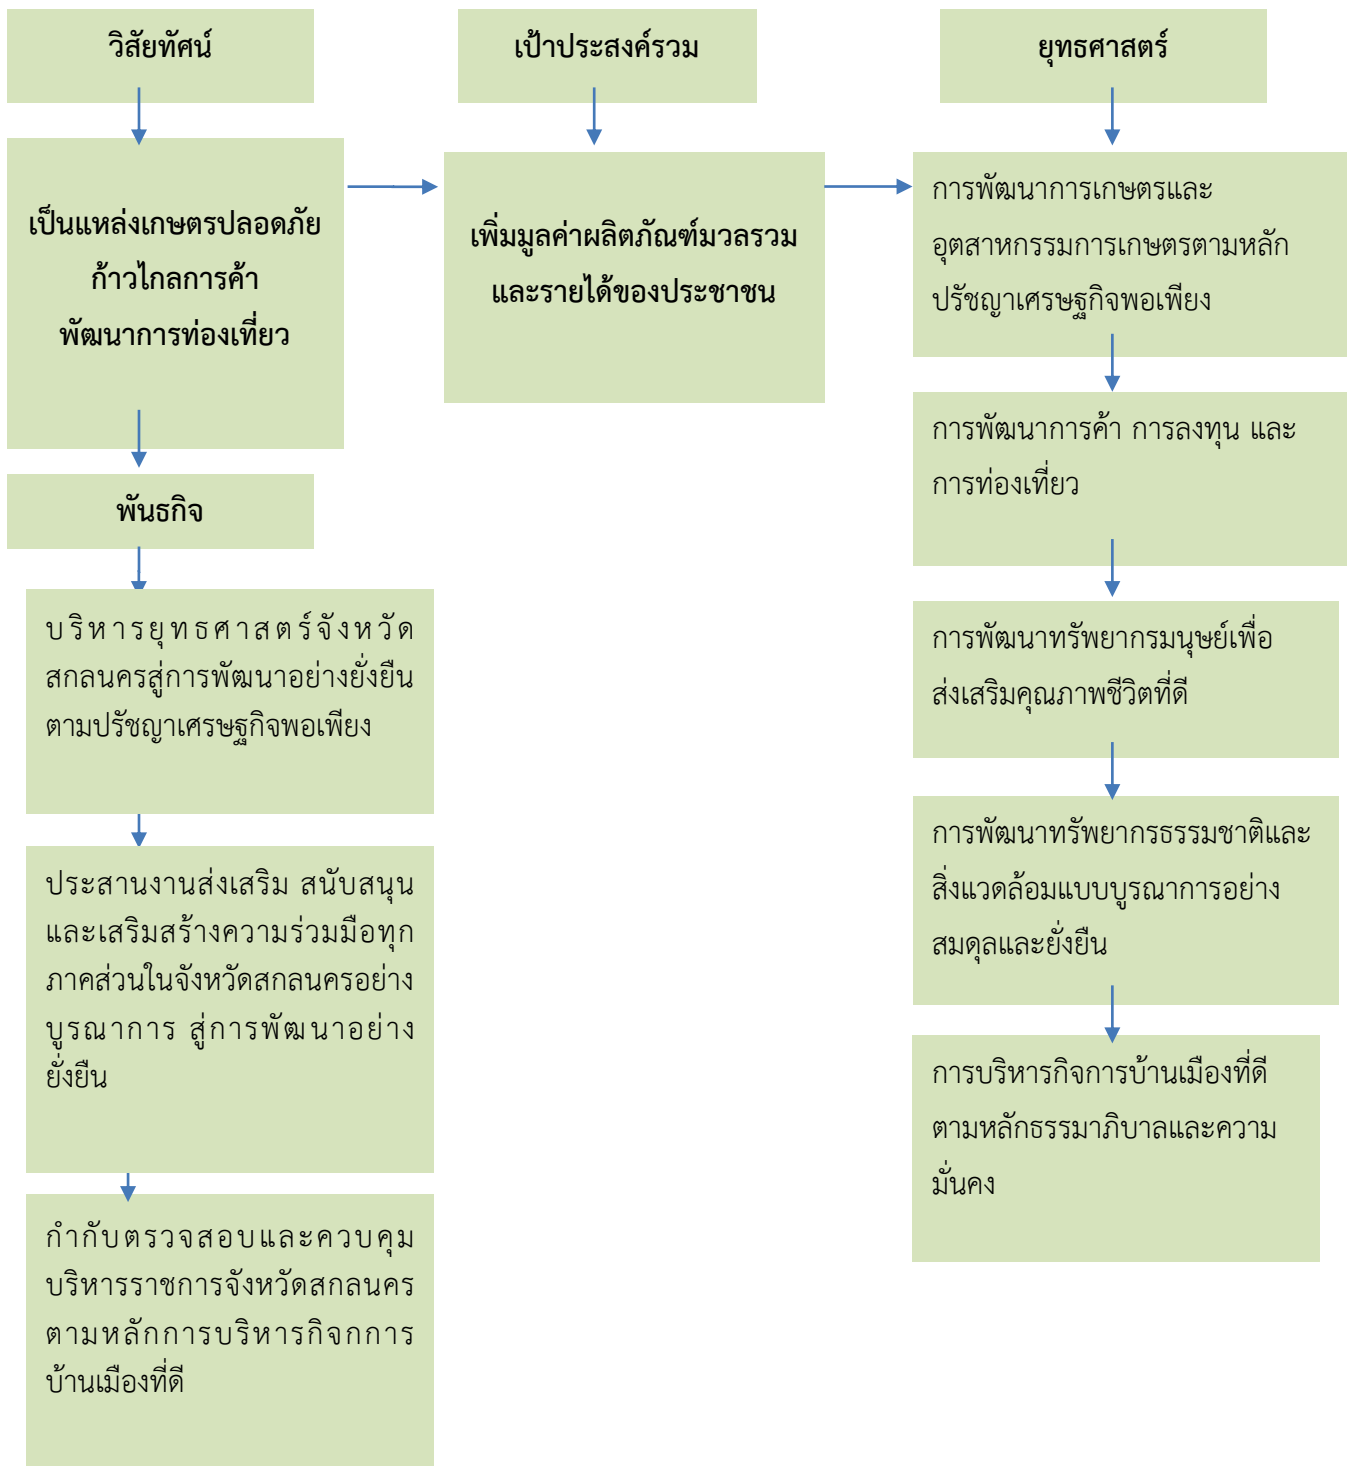 วิสัยทัศน์
เป็นแหล่งเกษตรปลอดภัย
ก้าวไกลการค้า
พัฒนาการท่องเที่ยว
พันธกิจ
บริหารยุทธศาสตร์จังหวัด
สกลนครสู่การพัฒนาอย่างยั่งยืน
ตามปรัชญาเศรษฐกิจพอเพียง
ประสานงานส่งเสริม สนับสนุน
และเสริมสร้างความร่วมมือทุก
ภาคส่วนในจังหวัดสกลนครอย่าง
บูรณาการ สู่การพัฒนาอย่าง
ยั่งยืน
กำกับตรวจสอบและควบคุม
บริหารราชการจังหวัดสกลนคร
ตามหลักการบริหารกิจกการ
บ้านเมืองที่ดี
เป้าประสงค์รวม
เพิ่มมูลค่าผลิตภัณฑ์มวลรวม
และรายได้ของประชาชน
ยุทธศาสตร์
การพัฒนาการเกษตรและ
อุตสาหกรรมการเกษตรตามหลัก
ปรัชญาเศรษฐกิจพอเพียง
การพัฒนาการค้า การลงทุน และ
การท่องเที่ยว
การพัฒนาทรัพยากรมนุษย์เพื่อ
ส่งเสริมคุณภาพชีวิตที่ดี
การพัฒนาทรัพยากรธรรมชาติและ
สิ่งแวดล้อมแบบบูรณาการอย่าง
สมดุลและยั่งยืน
การบริหารกิจการบ้านเมืองที่ดี
ตามหลักธรรมาภิบาลและความ
มั่นคง